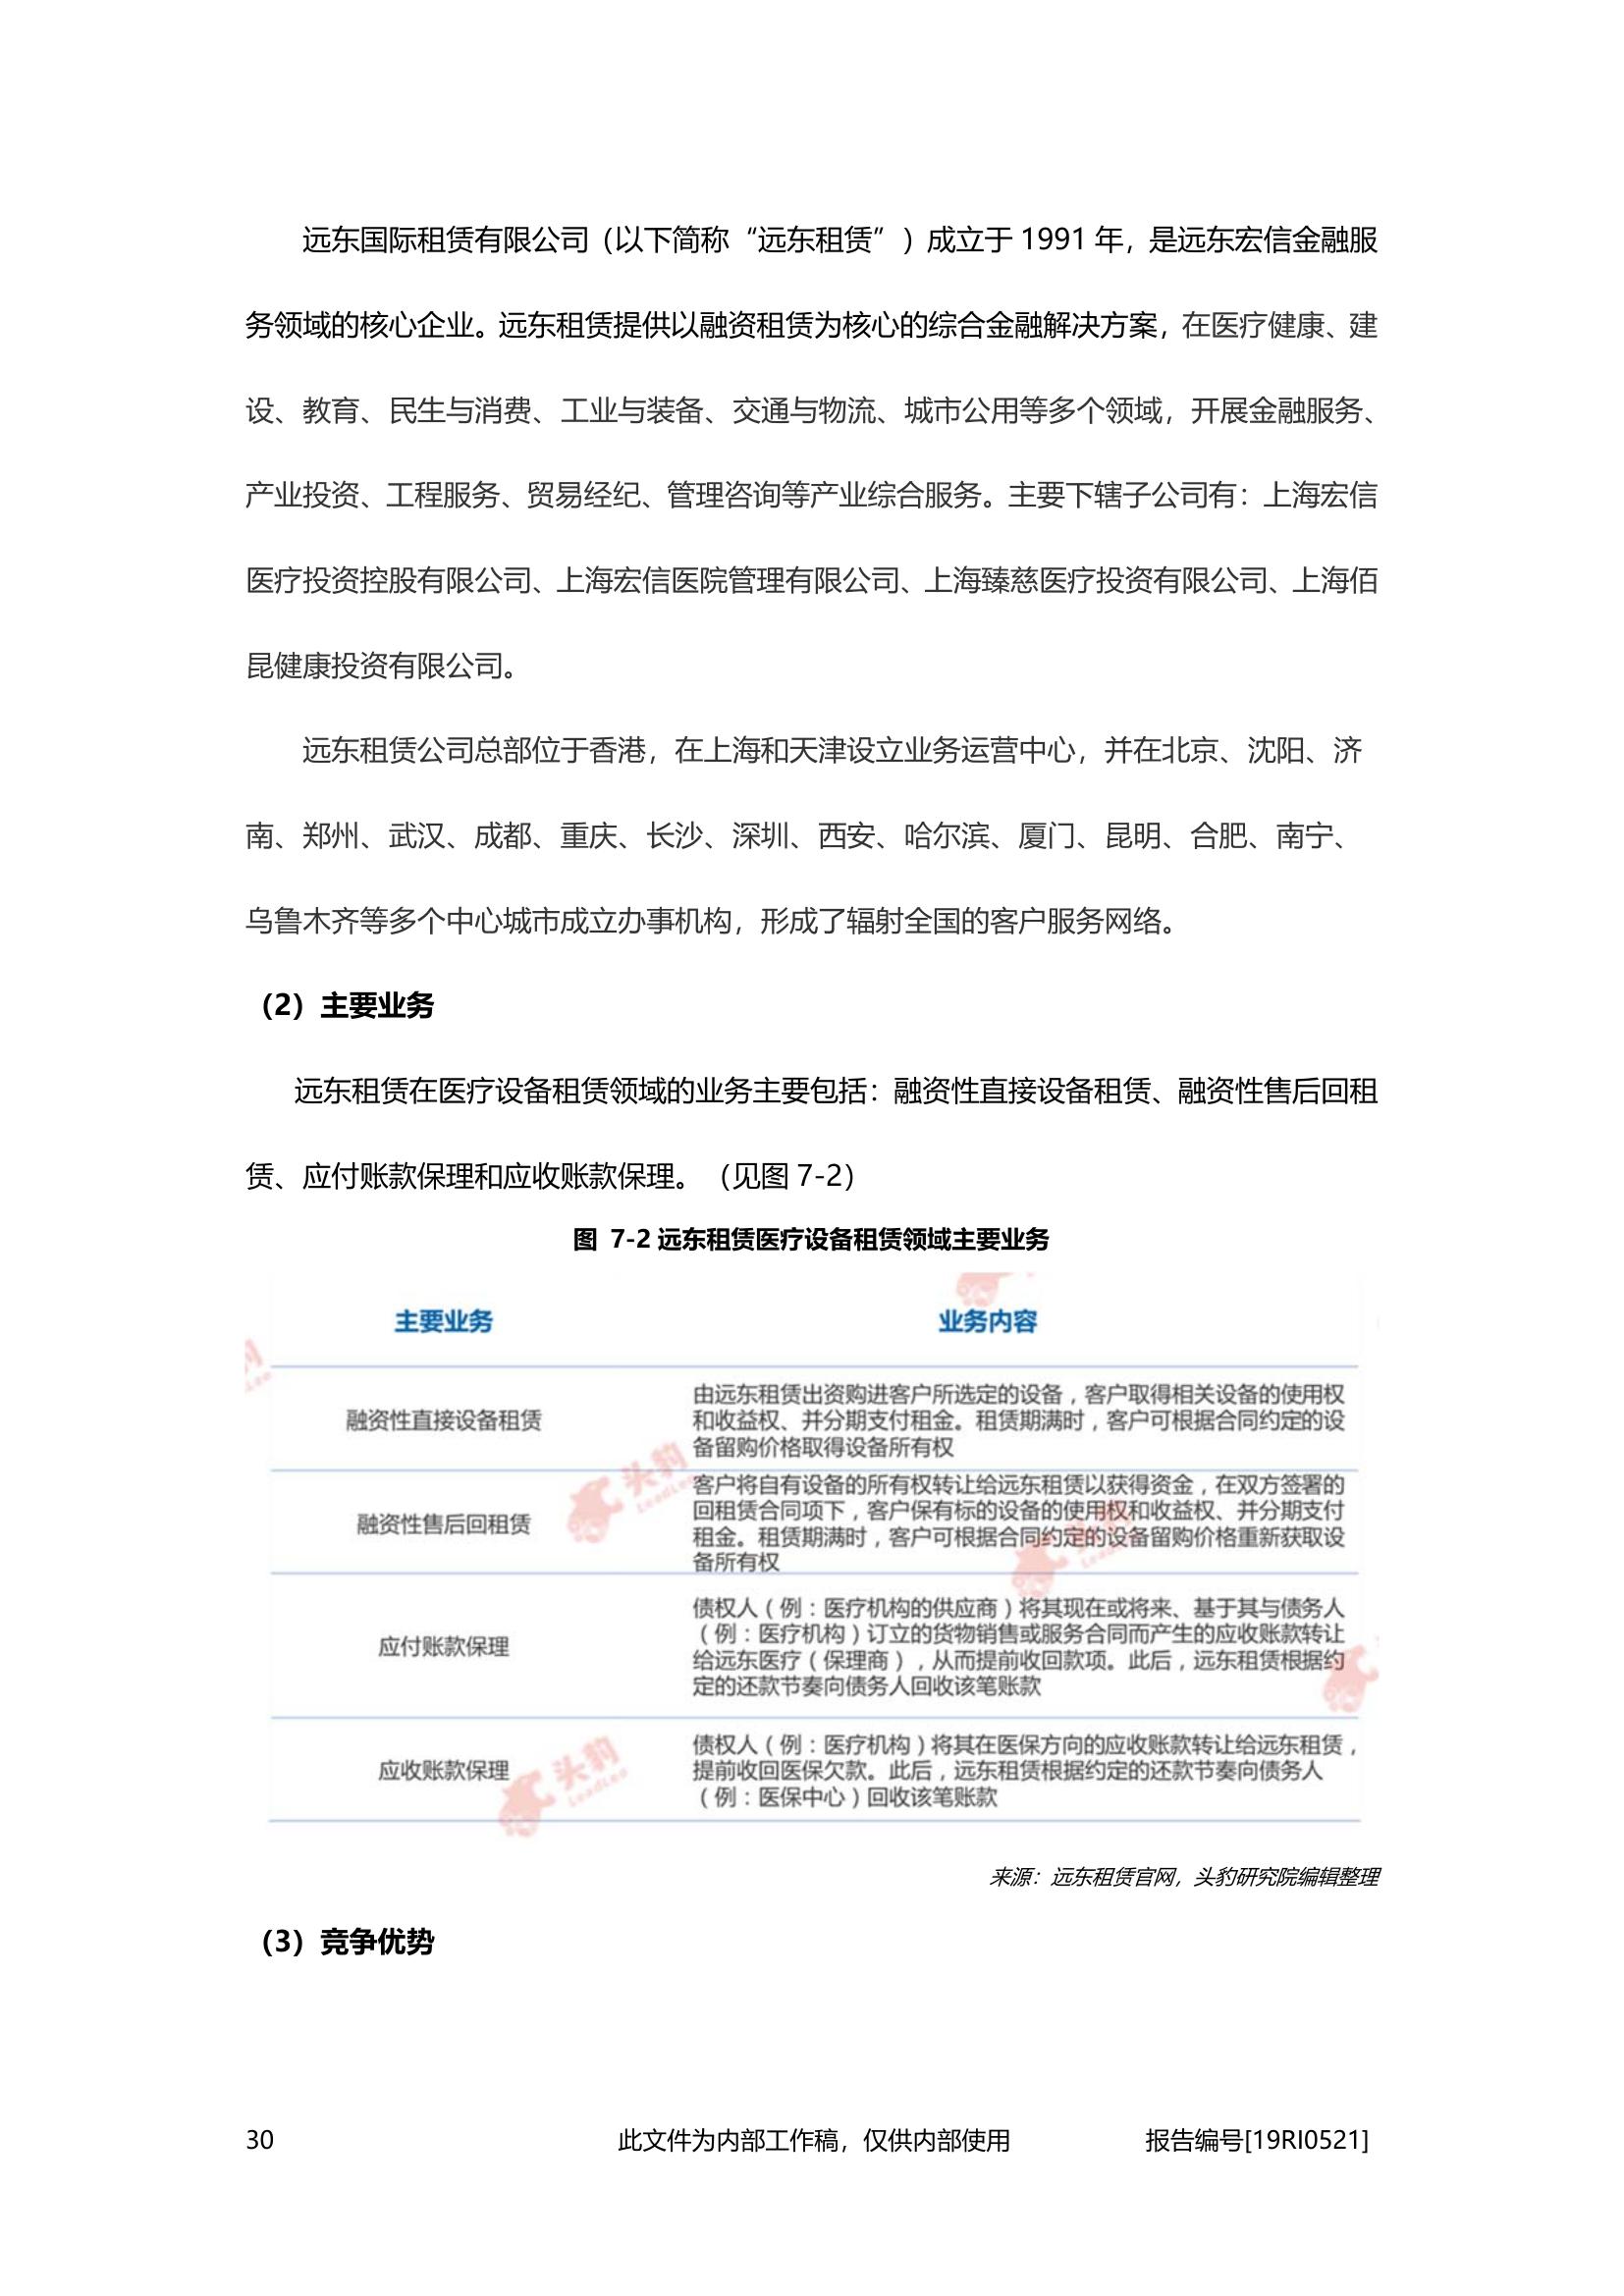 远东国际租赁有限公司（以下简称“远东租赁”）成立于 1991 年，是远东宏信金融服
务领域的核心企业。远东租赁提供以融资租赁为核心的综合金融解决方案，在医疗健康、建
设、教育、民生与消费、工业与装备、交通与物流、城市公用等多个领域，开展金融服务、
产业投资、工程服务、贸易经纪、管理咨询等产业综合服务。主要下辖子公司有：上海宏信
医疗投资控股有限公司、上海宏信医院管理有限公司、上海臻慈医疗投资有限公司、上海佰
昆健康投资有限公司。
远东租赁公司总部位于香港，在上海和天津设立业务运营中心，并在北京、沈阳、济
南、郑州、武汉、成都、重庆、长沙、深圳、西安、哈尔滨、厦门、昆明、合肥、南宁、
乌鲁木齐等多个中心城市成立办事机构，形成了辐射全国的客户服务网络。
（2）主要业务
远东租赁在医疗设备租赁领域的业务主要包括：融资性直接设备租赁、融资性售后回租
赁、应付账款保理和应收账款保理。（见图 7-2）
图 7-2 远东租赁医疗设备租赁领域主要业务
主要业务 业务内容
融资性直接设备租赁
由远东租赁出资购进客户所选定的设备，客户取得相关设备的使用权
和收益权、并分期支付租金。租赁期满时，客户可根据合同约定的设
备留购价格取得设备所有权
融资性售后回租赁
客户将自有设备的所有权转让给远东租赁以获得资金，在双方签署的
回租赁合同项下，客户保有标的设备的使用权和收益权、并分期支付
租金。租赁期满时，客户可根据合同约定的设备留购价格重新获取设
备所有权
应付账款保理
债权人（例：医疗机构的供应商）将其现在或将来、基于其与债务人
（例：医疗机构）订立的货物销售或服务合同而产生的应收账款转让
给远东医疗（保理商），从而提前收回款项。此后，远东租赁根据约
定的还款节奏向债务人回收该笔账款
应收账款保理
债权人（例：医疗机构）将其在医保方向的应收账款转让给远东租赁，
提前收回医保欠款。此后，远东租赁根据约定的还款节奏向债务人
（例：医保中心）回收该笔账款
头豹
LeadLeo
头豹
LeadLeo
来源：远东租赁官网，头豹研究院编辑整理
（3）竞争优势
30 此文件为内部工作稿，仅供内部使用 报告编号[19RI0521]